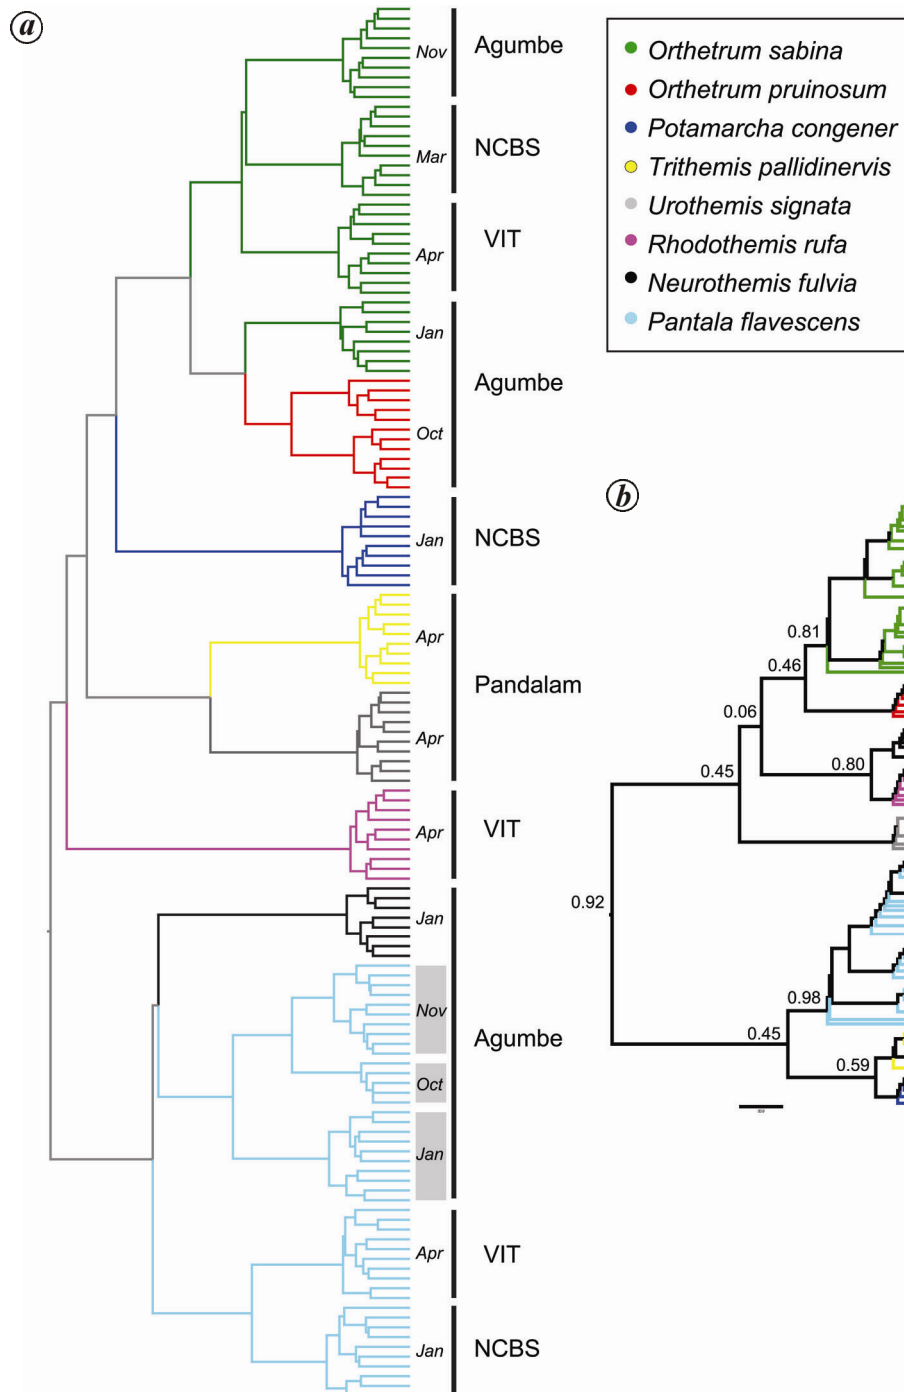 a
Nov
Agumbe
Mar
NCBS
Apr
VIT
Jan
Oct
Agumbe
Jan
NCBS
Apr
Apr
Pandalam
Apr
VIT
Jan
Nov
Oct
Jan
Agumbe
Apr
VIT
Jan
NCBS
Orthetrum sabina
Orthetrum pruinosum
Potamarcha congener
Trithemis pallidinervis
Urothemis signata
Rhodothemis rufa
Neurothemis fulvia
Pantala flavescens
b
0.81
0.46
0.06
0.80
0.45
0.92
0.98
0.45
0.59